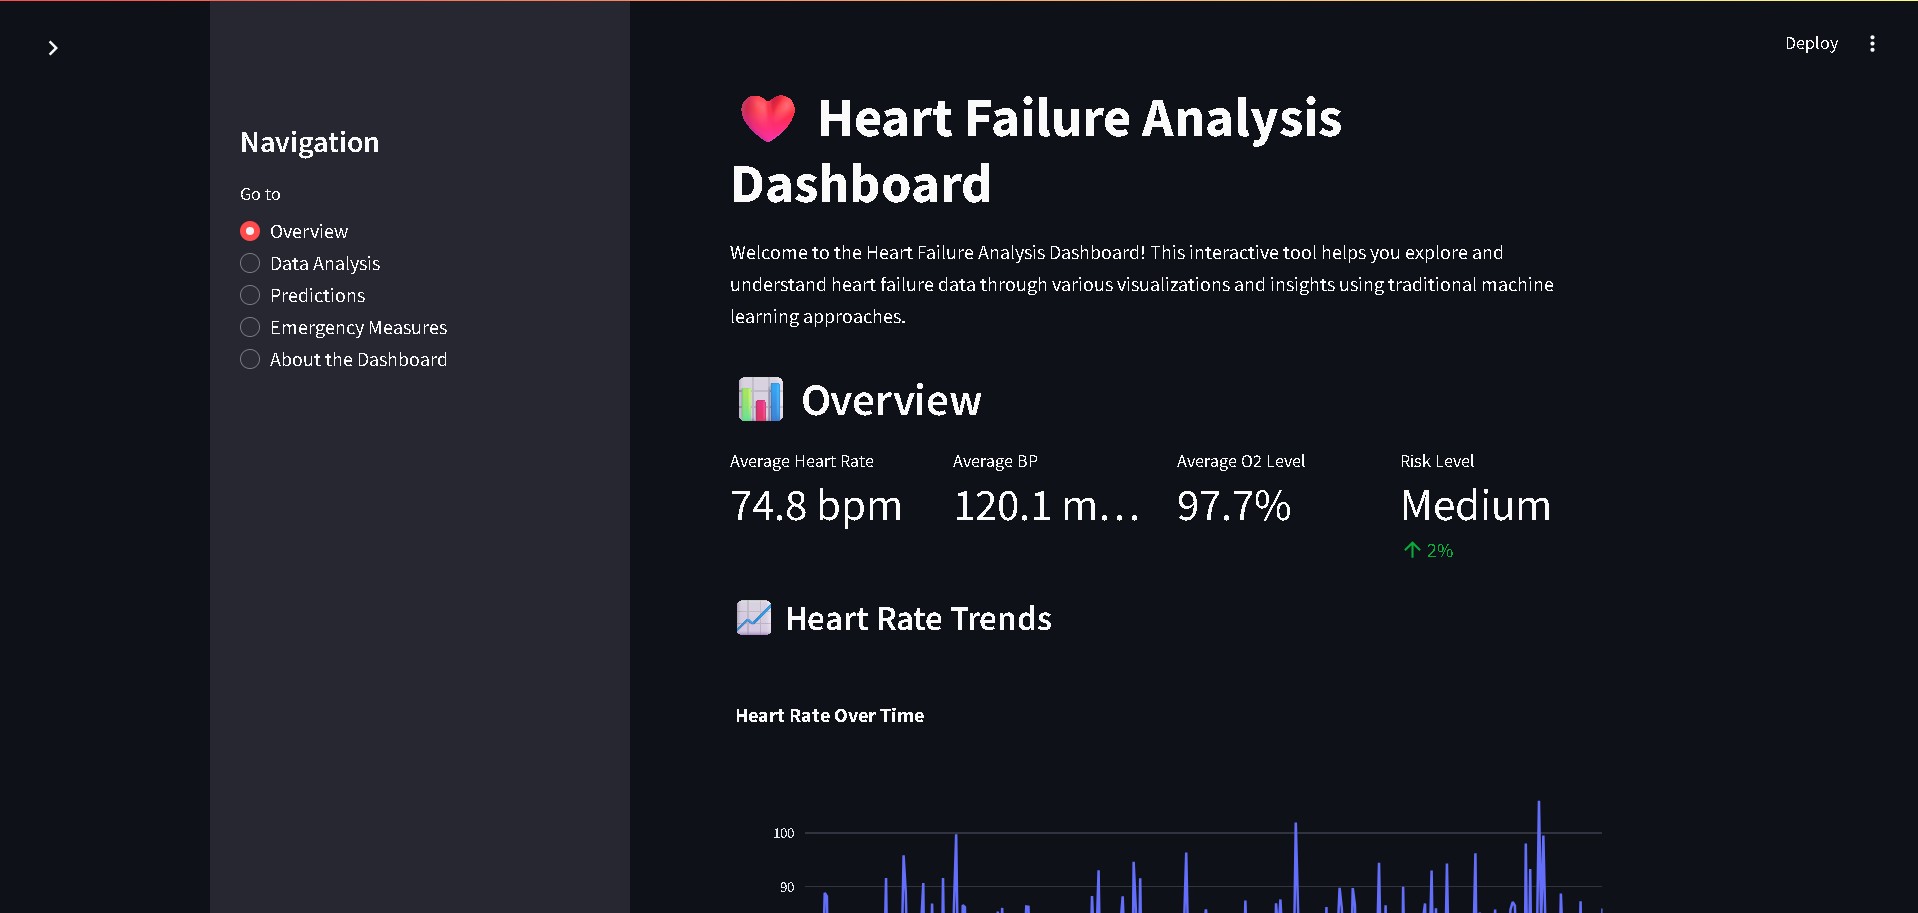 Deploy
Navigation
Go to
Overview
Data Analysis
Predictions
Emergency Measures
About the Dashboard
Heart Failure Analysis
Dashboard
Welcome to the Heart Failure Analysis Dashboard! This interactive tool helps you explore and
understand heart failure data through various visualizations and insights using traditional machine
learning approaches.
Overview
Average Heart Rate
74.8 bpm
Average BP
120.1 m...
Average O2 Level
97.7%
Risk Level
Medium
2%
Heart Rate Trends
Heart Rate Over Time
100
90